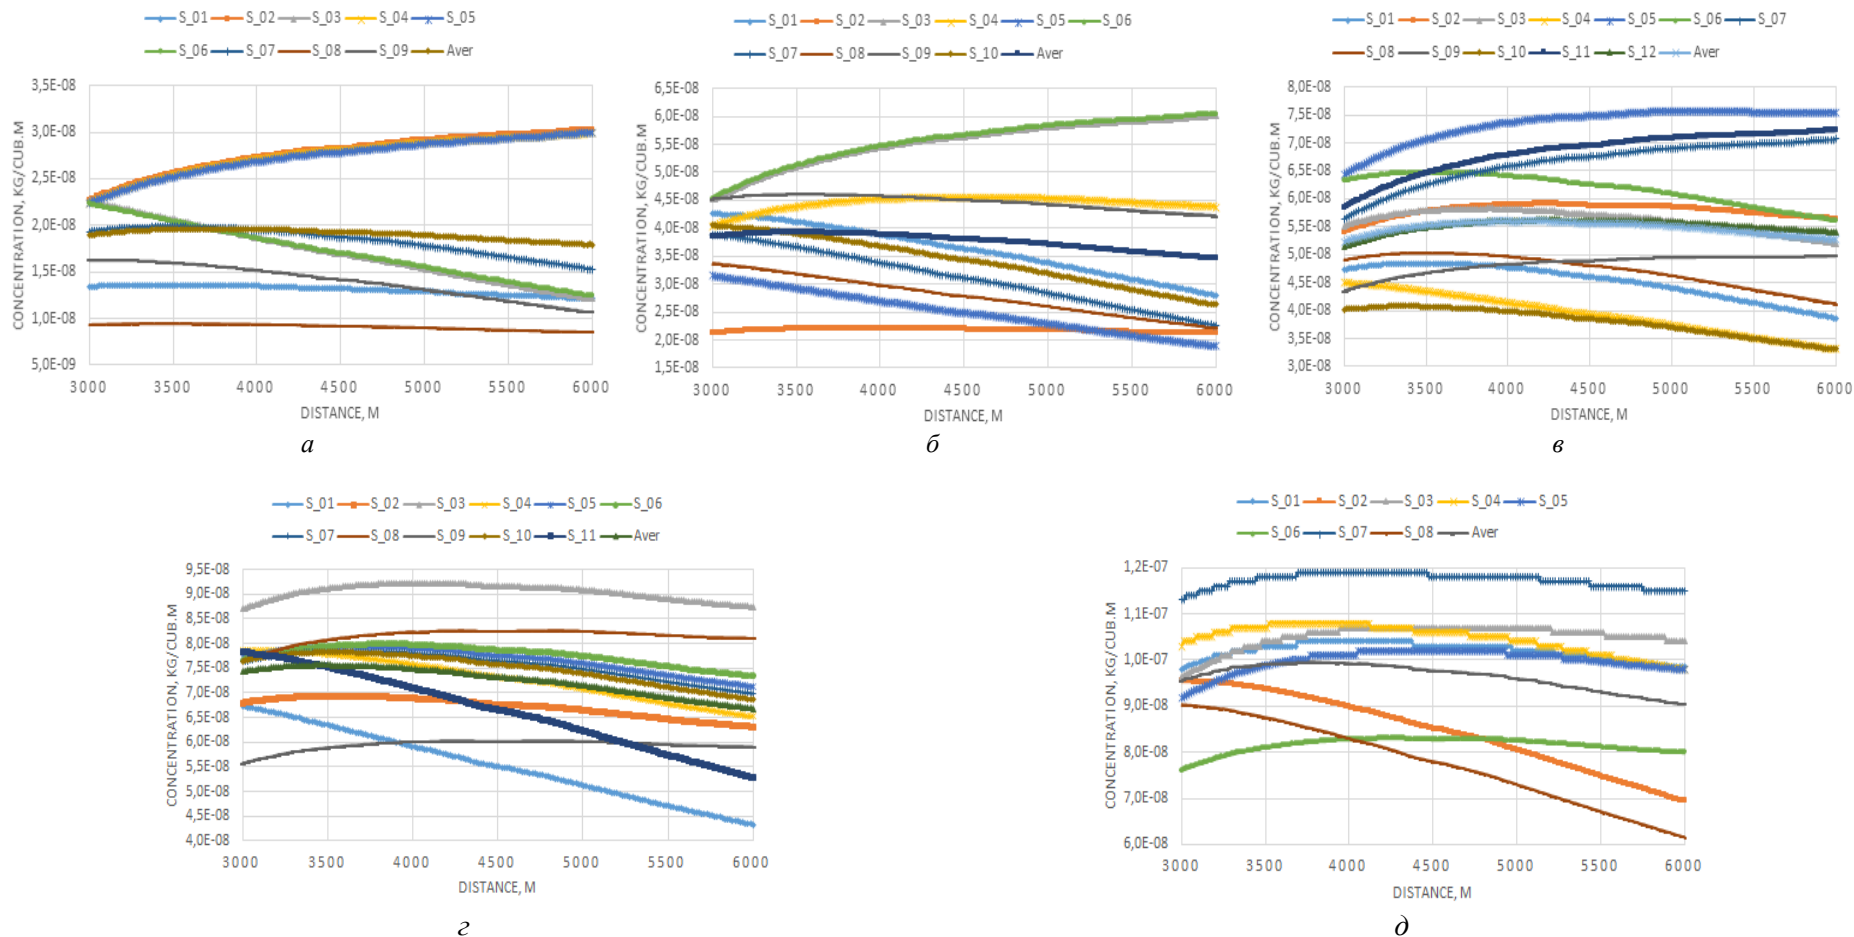 S_01 S_02 S_03 S_04 S_05
S_06 S_07 S_08 S_09 Aver
CONCENTRATION, KG/CUB.M
3,5E-08
3,0E-08
2,5E-08
2,0E-08
1,5E-08
1,0E-08
5,0E-09
3000 3500 4000 4500 5000 5500 6000
DISTANCE, M
а
S_01 S_02 S_03 S_04 S_05 S_06
S_07 S_08 S_09 S_10 Aver
CONCENTRATION, KG/CUB.M
6,5E-08
6,0E-08
5,5E-08
5,0E-08
4,5E-08
4,0E-08
3,5E-08
3,0E-08
2,5E-08
2,0E-08
1,5E-08
3000 3500 4000 4500 5000 5500 6000
DISTANCE, M
б
S_01 S_02 S_03 S_04 S_05 S_06 S_07
S_08 S_09 S_10 S_11 S_12 Aver
CONCENTRATION, KG/CUB.M
8,0E-08
7,5E-08
7,0E-08
6,5E-08
6,0E-08
5,5E-08
5,0E-08
4,5E-08
4,0E-08
3,5E-08
3,0E-08
3000 3500 4000 4500 5000 5500 6000
DISTANCE, M
в
S_01 S_02 S_03 S_04 S_05 S_06
S_07 S_08 S_09 S_10 S_11 Aver
CONCENTRATION, KG/CUB.M
9,5E-08
9,0E-08
8,5E-08
8,0E-08
7,5E-08
7,0E-08
6,5E-08
6,0E-08
5,5E-08
5,0E-08
4,5E-08
4,0E-08
3000 3500 4000 4500 5000 5500 6000
DISTANCE, M
г
S_01 S_02 S_03 S_04 S_05
S_06 S_07 S_08 Aver
CONCENTRATION, KG/CUB.M
1,2E-07
1,1E-07
1,0E-07
9,0E-08
8,0E-08
7,0E-08
6,0E-08
3000 3500 4000 4500 5000 5500 6000
DISTANCE, M
д